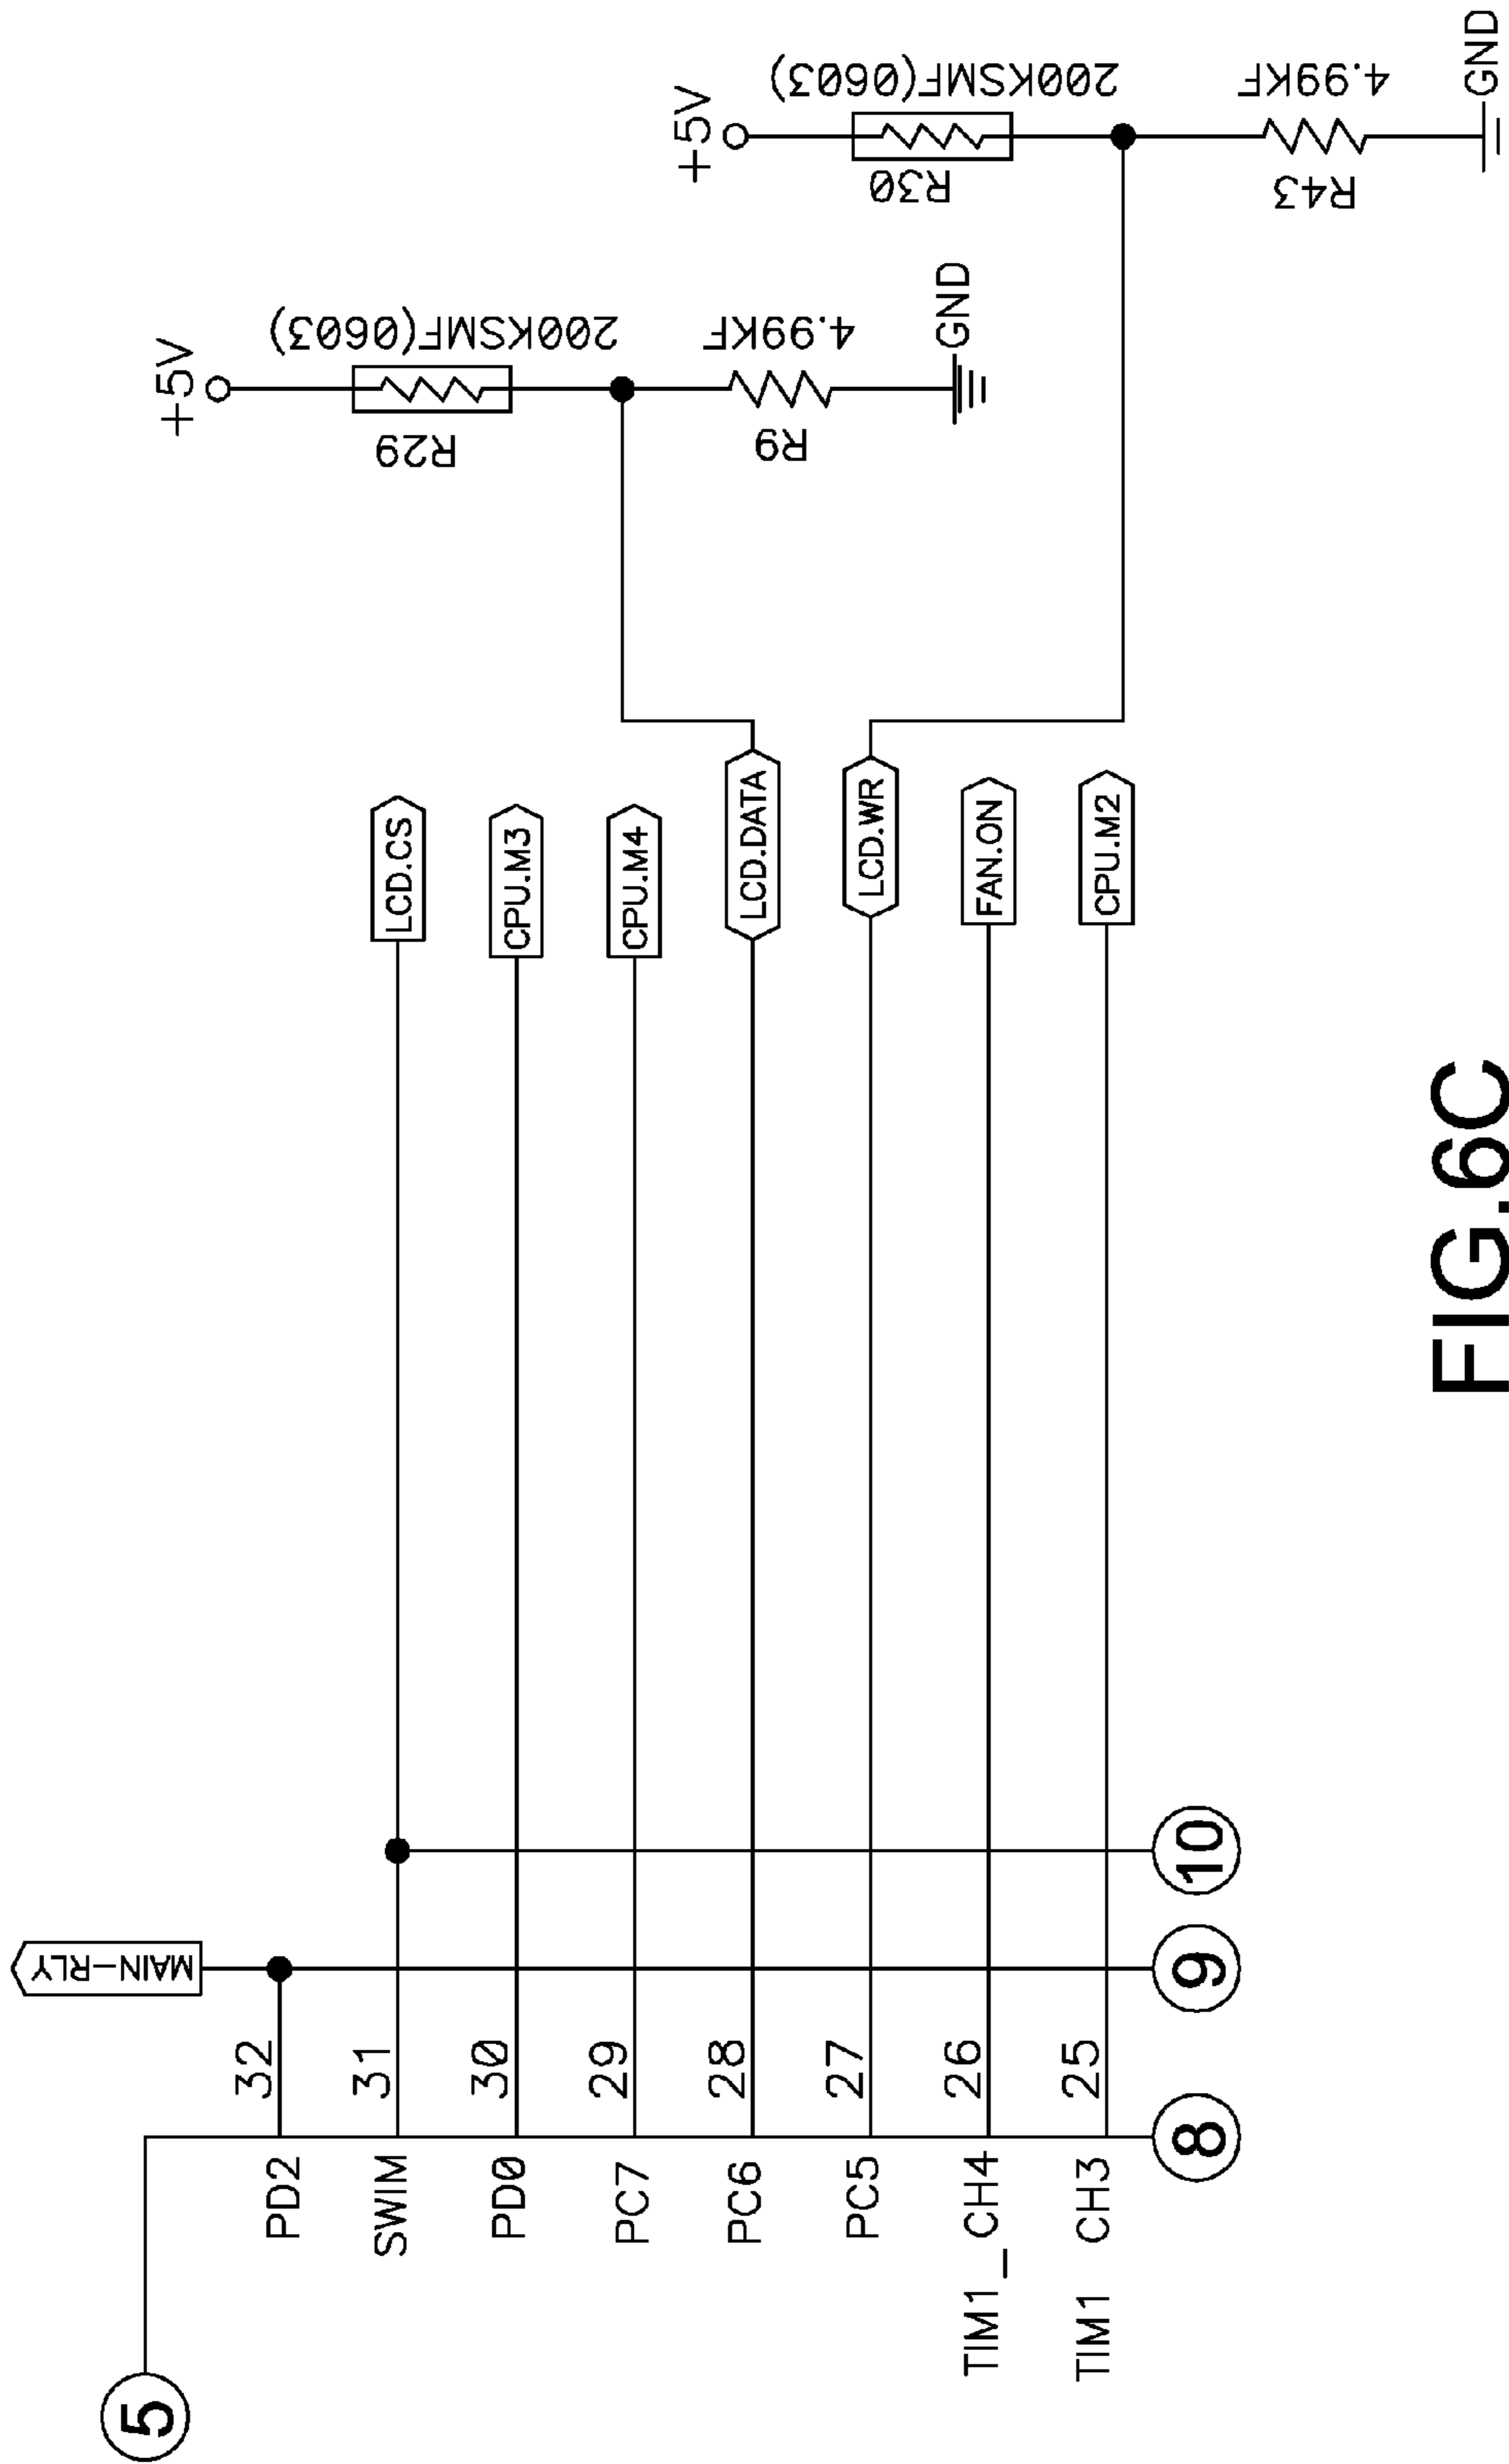 5
MAIN-RLY
PD2 32
SWIM 31 LCD.CS
PD0 30 CPU.M3
PC7 29 CPU.M4
PC6 28 LCD.DATA
PC5 27 LCD.WR
TIM1_CH4 26 FAN.ON
TIM1 CH3 25 CPU.M2
8
9
10
+5V
R29
200KSMF(0603)
R9
4.99KF
GND
+5V
R30
200KSMF(0603)
R43
4.99KF
GND
FIG.6C